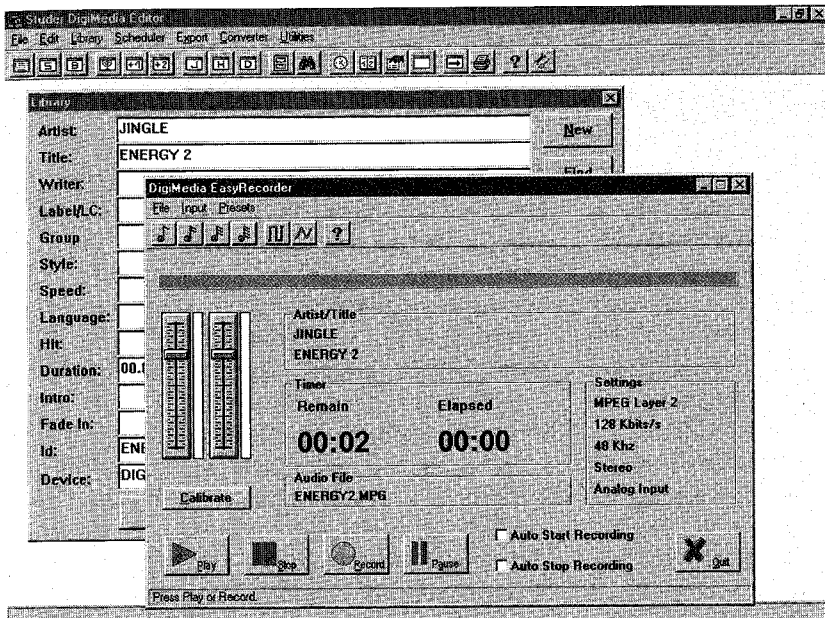 Studer DigiMedia Editor
File Edit Library Scheduler Export Converter Utilities
Library
Artist: JINGLE
New
Title: ENERGY 2
Find
Writer:
Label/LC:
Group
Style:
Speed:
Language:
Hit:
Duration: 00.
Intro:
Fade In:
Id: ENE
Device: DIG
DigiMedia EasyRecorder
File Input Presets
Artist/Title
JINGLE
ENERGY 2
Timer
Remain Elapsed
00:02 00:00
Settings
MPEG Layer 2
128 Kbits/s
48 Khz
Stereo
Analog Input
Audio File
ENERGY2.MPG
Calibrate
Auto Start Recording
Auto Stop Recording
Play Stop Record Pause Quit
Press Play or Record.